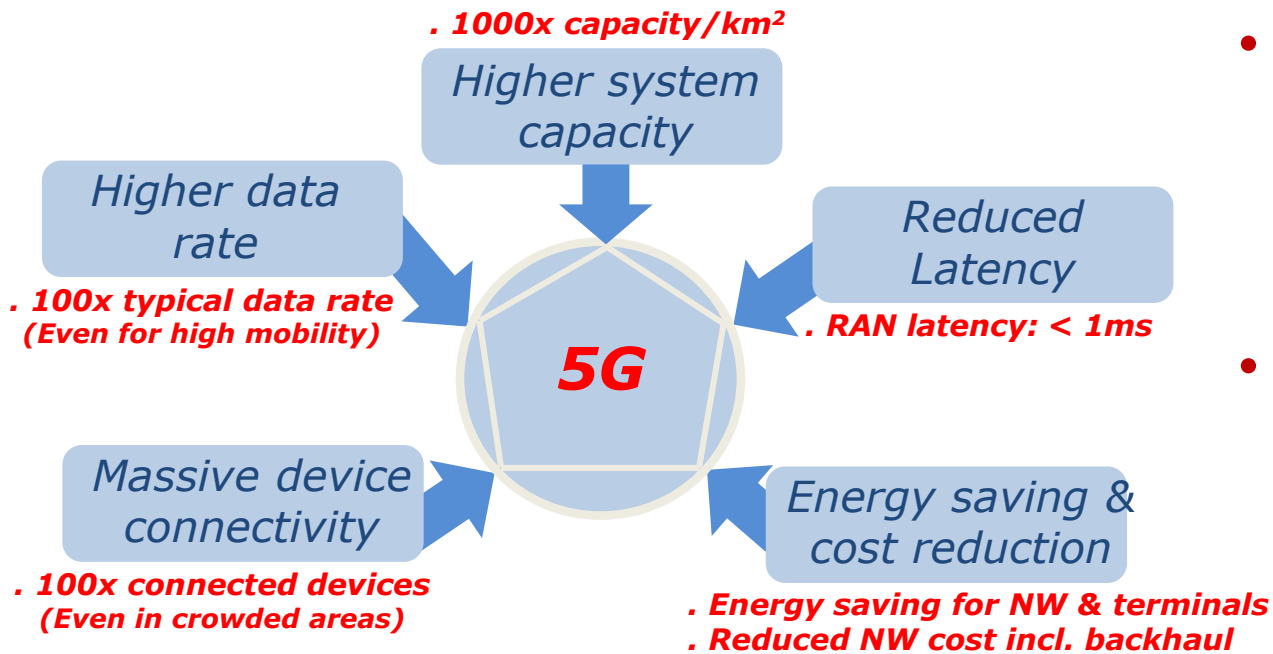 . 1000x capacity/km²
Higher system
capacity
Higher data
rate
. 100x typical data rate
(Even for high mobility)
Reduced
Latency
. RAN latency: < 1ms
5G
Massive device
connectivity
. 100x connected devices
(Even in crowded areas)
Energy saving &
cost reduction
. Energy saving for NW & terminals
. Reduced NW cost incl. backhaul